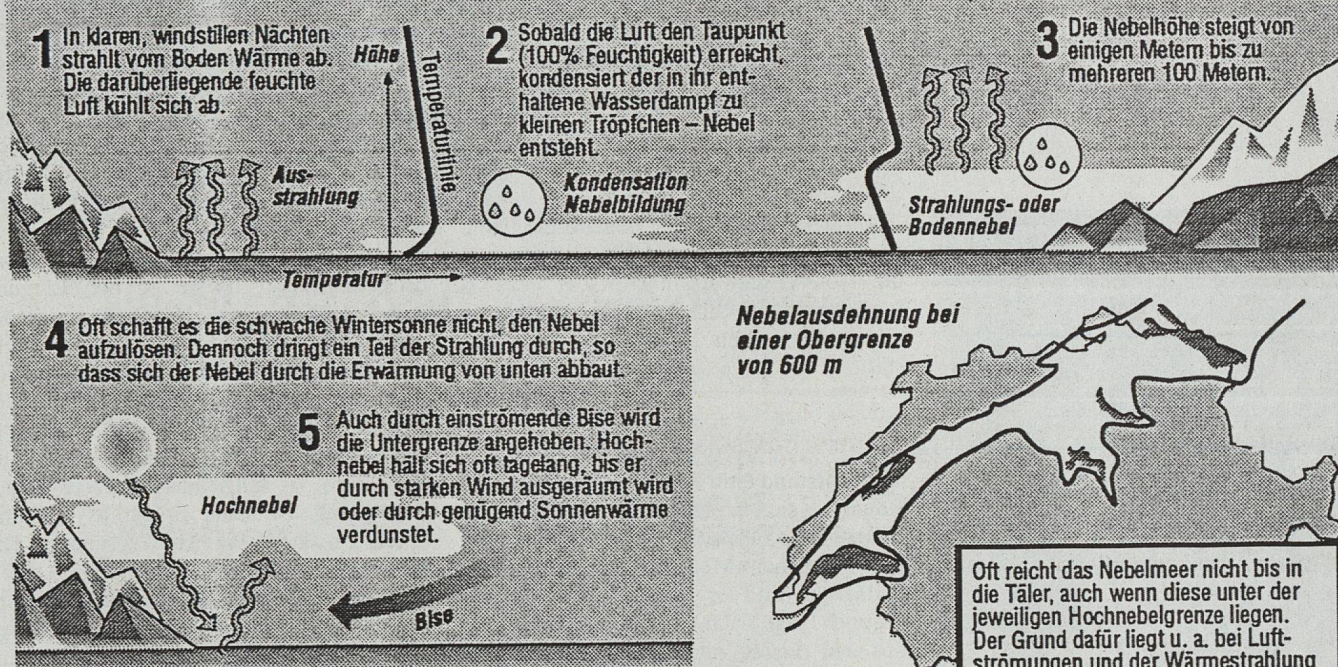 1 In klaren, windstillen Nächten
strahlt vom Boden Wärme ab.
Die darüberliegende feuchte
Luft kühlt sich ab.
Höhe
Temperaturlinie
Aus-
strahlung
Temperatur
2 Sobald die Luft den Taupunkt
(100% Feuchtigkeit) erreicht,
kondensiert der in ihr ent-
haltene Wasserdampf zu
kleinen Tröpfchen – Nebel
entsteht.
Kondensation
Nebelbildung
3 Die Nebelhöhe steigt von
einigen Metern bis zu
mehreren 100 Metern.
Strahlungs- oder
Bodennebel
4 Oft schafft es die schwache Wintersonne nicht, den Nebel
aufzulösen. Dennoch dringt ein Teil der Strahlung durch, so
dass sich der Nebel durch die Erwärmung von unten abbaut.
5 Auch durch einströmende Bise wird
die Untergrenze angehoben. Hoch-
nebel hält sich oft tagelang, bis er
durch starken Wind ausgeräumt wird
oder durch genügend Sonnenwärme
verdunstet.
Hochnebel
Bise
Nebelausdehnung bei
einer Obergrenze
von 600 m
Oft reicht das Nebelmeer nicht bis in
die Täler, auch wenn diese unter der
jeweiligen Hochnebelgrenze liegen.
Der Grund dafür liegt u. a. bei Luft-
strömungen und der Wärmestrahlung